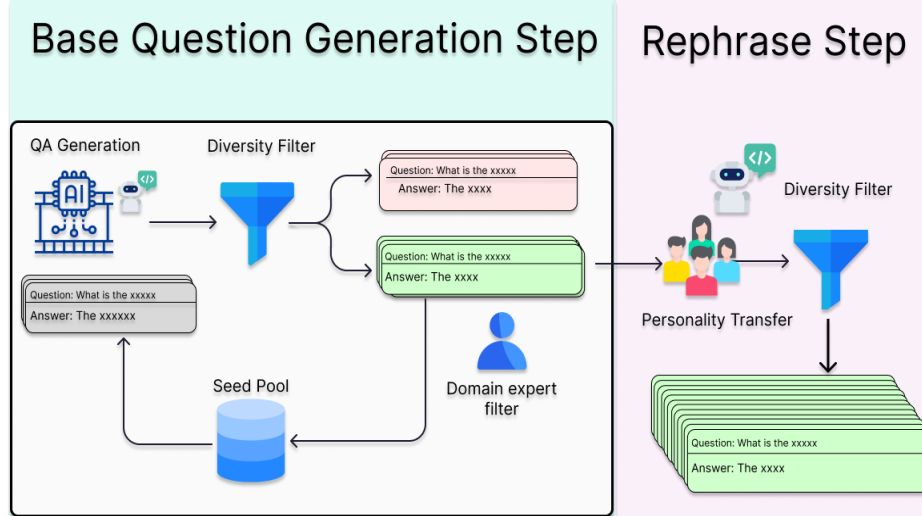 Base Question Generation Step
Rephrase Step
QA Generation
Diversity Filter
AI
</>
Question: What is the xxxxx
Answer: The xxxx
Question: What is the xxxxx
Answer: The xxxx
Question: What is the xxxxx
Answer: The xxxxxx
Seed Pool
Domain expert
filter
</>
Diversity Filter
Personality Transfer
Question: What is the xxxxx
Answer: The xxxx